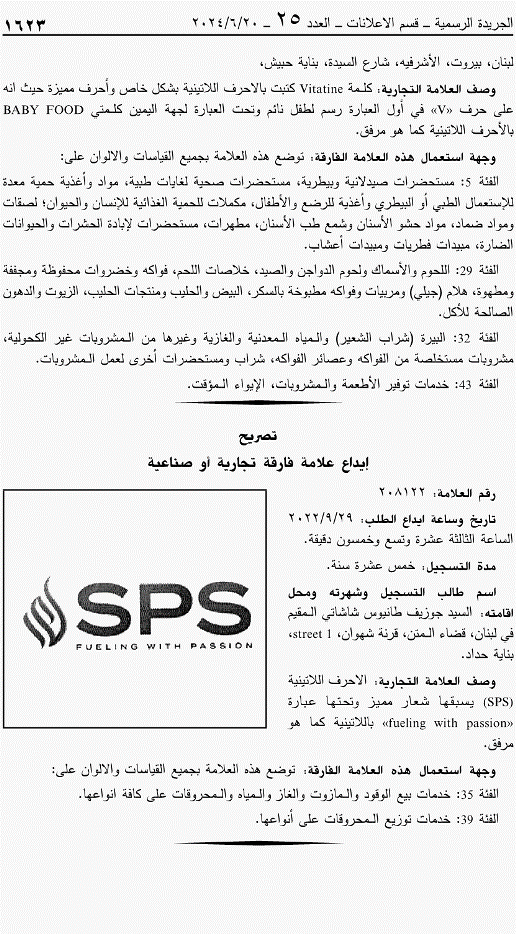 الجريدة الرسمية ــ قسم الاعلانات ــ العدد ٢٥ ــ ٢٠٢٤/٦/٢٠
١٦٢٣
لبنان، بيروت، الأشرفيه، شارع السيدة، بناية حبيش،
وصف العلامة التجارية: كلمة Vitatine كتبت بالاحرف اللاتينية بشكل خاص وأحرف مميزة حيث انه
على حرف «V» في أول العبارة رسم لطفل نائم وتحت العبارة لجهة اليمين كلمتي BABY FOOD
بالأحرف اللاتينية كما هو مرفق.
وجهة استعمال هذه العلامة الفارقة: توضع هذه العلامة بجميع القياسات والالوان على:
الفئة 5: مستحضرات صيدلانية وبيطرية، مستحضرات صحية لغايات طبية، مواد وأغذية حمية معدة
للإستعمال الطبي أو البيطري وأغذية للرضع والأطفال، مكملات للحمية الغذائية للإنسان والحيوان؛ لصقات
ومواد ضماد، مواد حشو الأسنان وشمع طب الأسنان، مطهرات، مستحضرات لإبادة الحشرات والحيوانات
الضارة، مبيدات فطريات ومبيدات أعشاب.
الفئة 29: اللحوم والأسماك ولحوم الدواجن والصيد، خلاصات اللحم، فواكه وخضروات محفوظة ومجففة
ومطهوة، هلام (جيلي) ومربيات وفواكه مطبوخة بالسكر، البيض والحليب ومنتجات الحليب، الزيوت والدهون
الصالحة للأكل.
الفئة 32: البيرة (شراب الشعير) والمياه المعدنية والغازية وغيرها من المشروبات غير الكحولية،
مشروبات مستخلصة من الفواكه وعصائر الفواكه، شراب ومستحضرات أخرى لعمل المشروبات.
الفئة 43: خدمات توفير الأطعمة والمشروبات، الإيواء المؤقت.
تصريح
إيداع علامة فارقة تجارية أو صناعية
رقم العلامة: ٢٠٨١٢٢
تاريخ وساعة ايداع الطلب: ٢٠٢٢/٩/٢٩
الساعة الثالثة عشرة وتسع وخمسون دقيقة.
مدة التسجيل: خمس عشرة سنة.
اسم طالب التسجيل وشهرته ومحل
اقامته: السيد جوزيف طانيوس شاشاتي المقيم
في لبنان، قضاء المتن، قرنة شهوان، street 1،
بناية حداد.
وصف العلامة التجارية: الاحرف اللاتينية
(SPS) يسبقها شعار مميز وتحتها عبارة
«fueling with passion» باللاتينية كما هو
مرفق.
SPS
FUELING WITH PASSION
وجهة استعمال هذه العلامة الفارقة: توضع هذه العلامة بجميع القياسات والالوان على:
الفئة 35: خدمات بيع الوقود والمازوت والغاز والمياه والمحروقات على كافة انواعها.
الفئة 39: خدمات توزيع المحروقات على أنواعها.